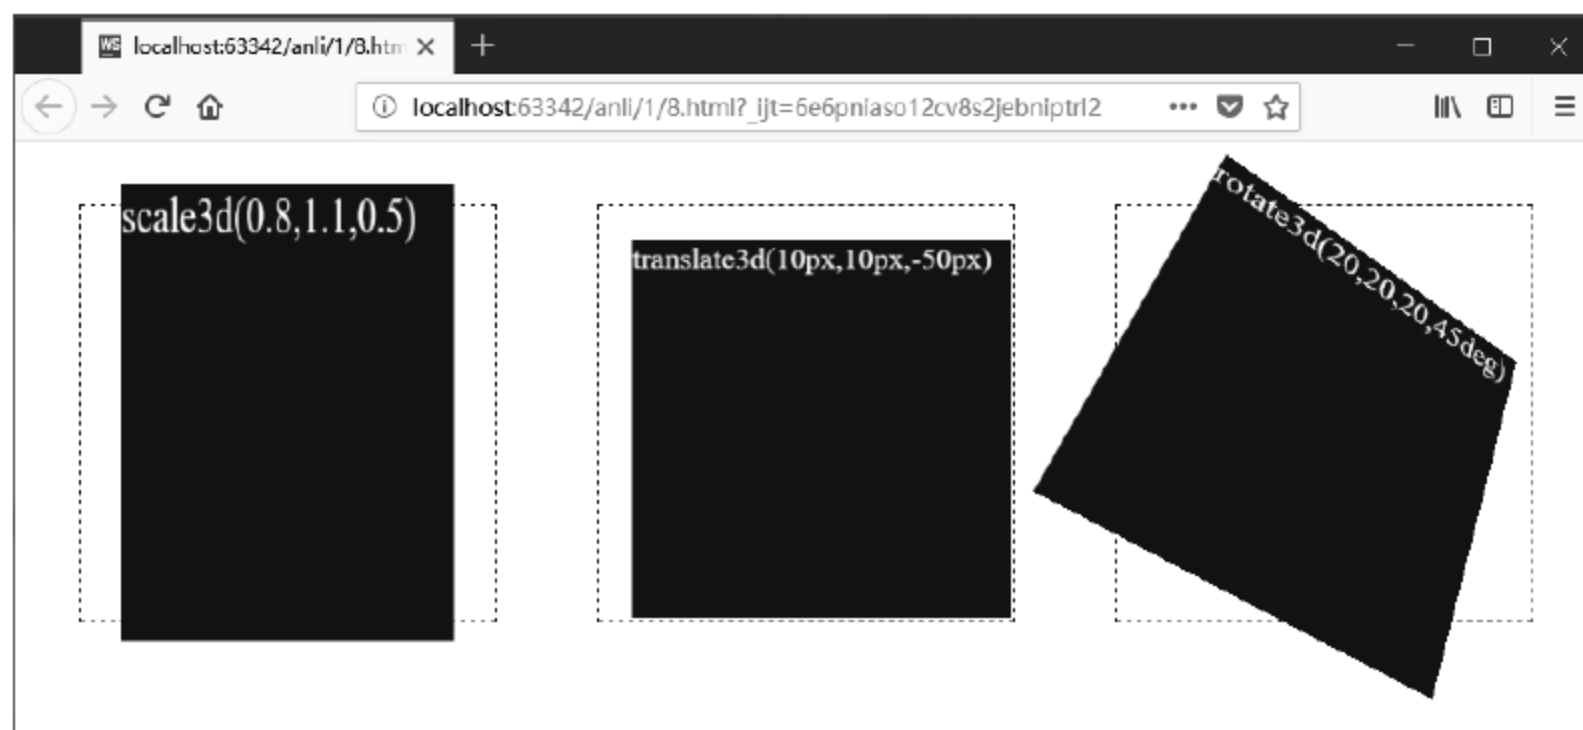 WS localhost:63342/anli/1/8.htm
localhost:63342/anli/1/8.html?_ijt=6e6pniaso12cv8s2jebniptrl2
scale3d(0.8,1.1,0.5)
translate3d(10px,10px,-50px)
rotate3d(20,20,20,45deg)